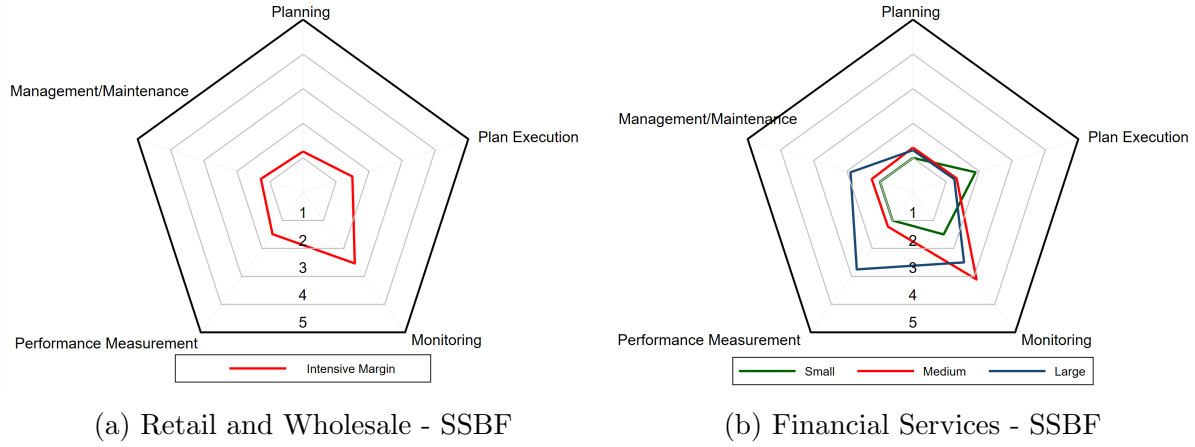 Planning
Management/Maintenance
Plan Execution
1
2
3
4
5
Performance Measurement
Monitoring
Intensive Margin
(a) Retail and Wholesale - SSBF
Planning
Management/Maintenance
Plan Execution
1
2
3
4
5
Performance Measurement
Monitoring
Small Medium Large
(b) Financial Services - SSBF